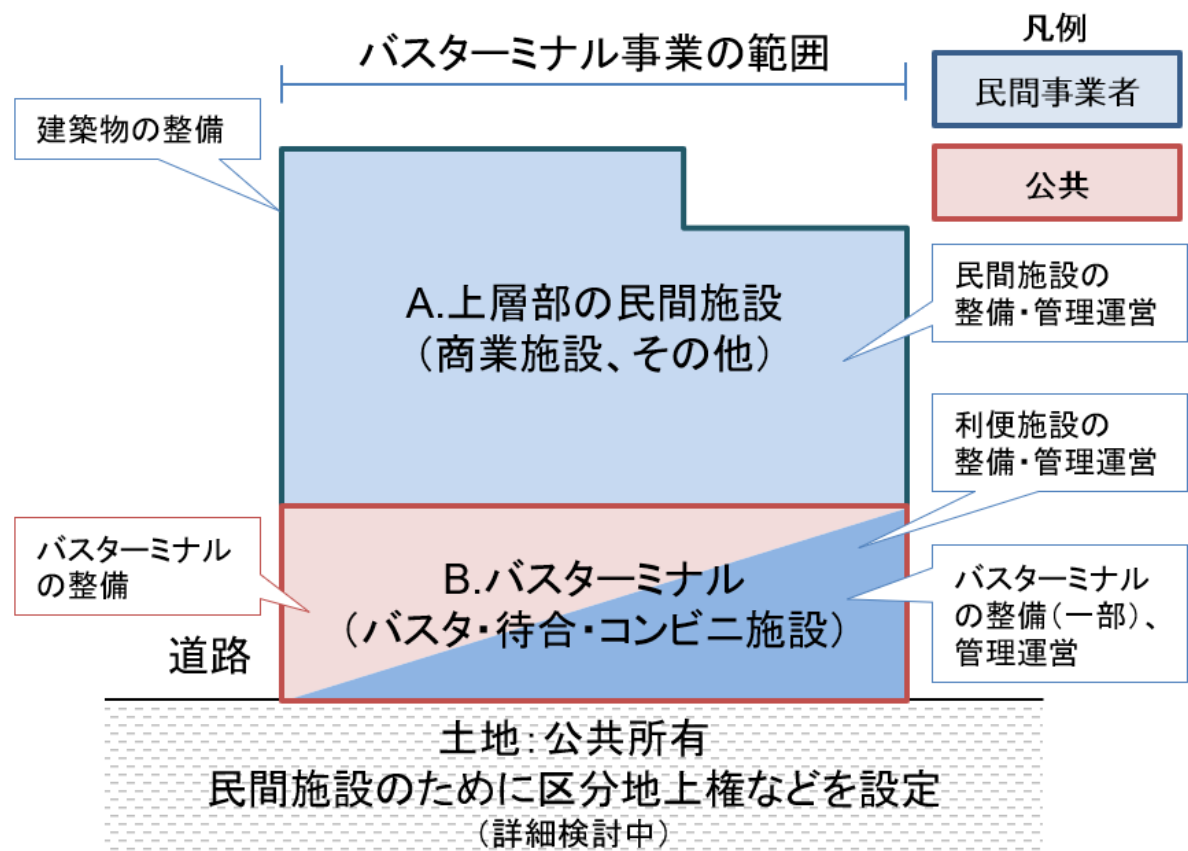 バスターミナル事業の範囲
凡例
民間事業者
公共
建築物の整備
A.上層部の民間施設
（商業施設、その他）
民間施設の
整備・管理運営
利便施設の
整備・管理運営
バスターミナル
の整備
B.バスターミナル
（バスタ・待合・コンビニ施設）
バスターミナル
の整備（一部）、
管理運営
道路
土地：公共所有
民間施設のために区分地上権などを設定
（詳細検討中）